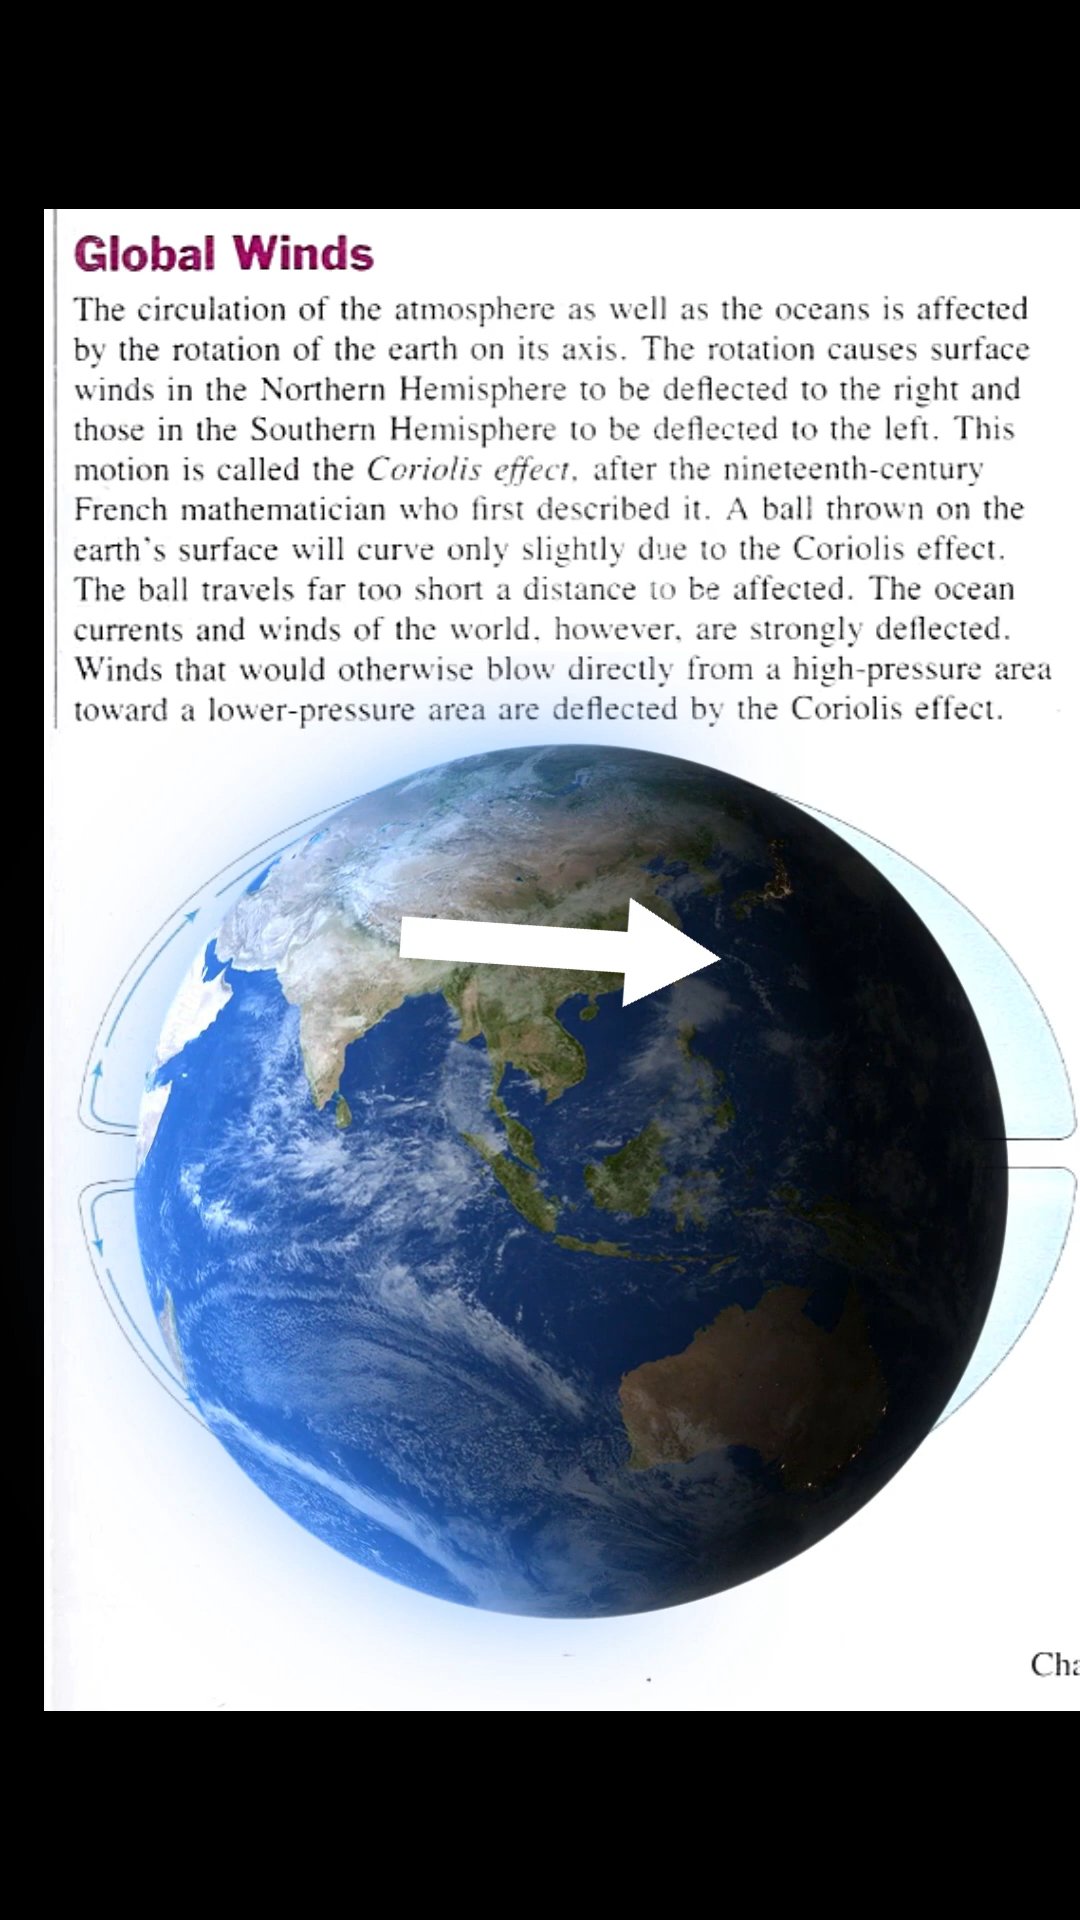 Global Winds
The circulation of the atmosphere as well as the oceans is affected
by the rotation of the earth on its axis. The rotation causes surface
winds in the Northern Hemisphere to be deflected to the right and
those in the Southern Hemisphere to be deflected to the left. This
motion is called the Coriolis effect, after the nineteenth-century
French mathematician who first described it. A ball thrown on the
earth's surface will curve only slightly due to the Coriolis effect.
The ball travels far too short a distance to be affected. The ocean
currents and winds of the world, however, are strongly deflected.
Winds that would otherwise blow directly from a high-pressure area
toward a lower-pressure area are deflected by the Coriolis effect.